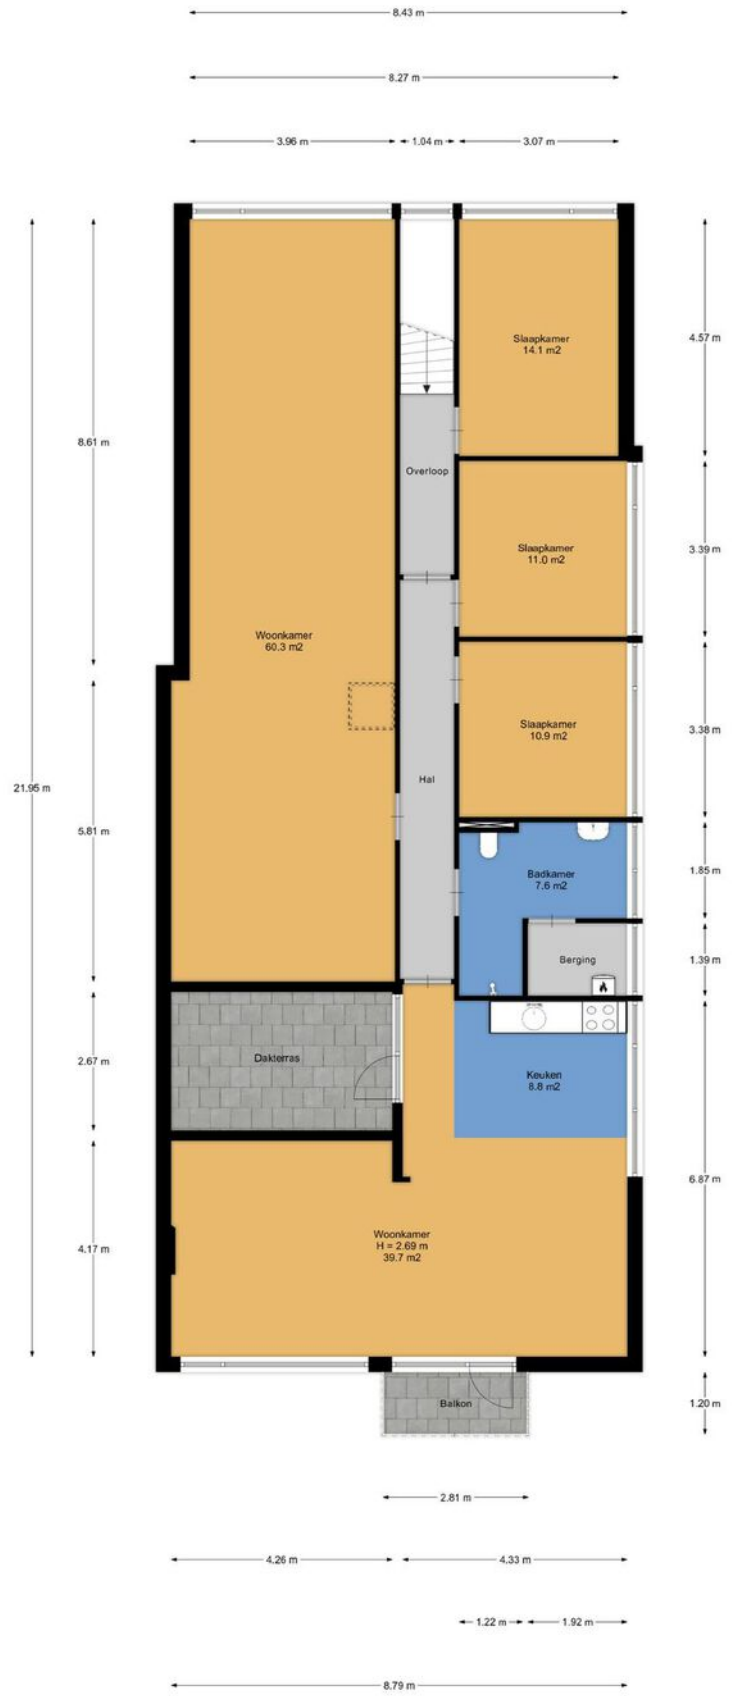 8.43 m
8.27 m
3.96 m
1.04 m
3.07 m
Slaapkamer
14.1 m2
4.57 m
8.61 m
Overloop
Slaapkamer
11.0 m2
3.39 m
Woonkamer
60.3 m2
Slaapkamer
10.9 m2
3.38 m
Hal
21.95 m
5.81 m
Badkamer
7.6 m2
1.85 m
Berging
1.39 m
Dakterras
2.67 m
Keuken
8.8 m2
6.87 m
Woonkamer
H = 2.69 m
39.7 m2
4.17 m
Balkon
1.20 m
2.81 m
4.26 m
4.33 m
1.22 m
1.92 m
8.79 m